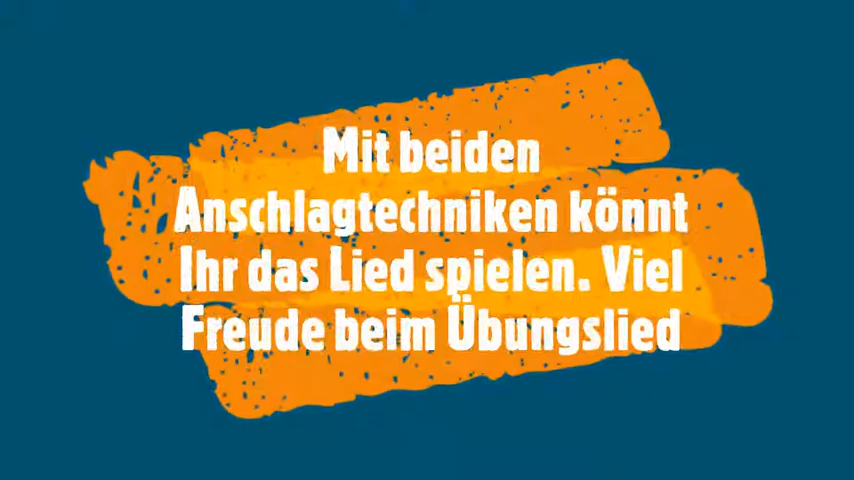 Mit beiden
Anschlagtechniken könnt
Ihr das Lied spielen. Viel
Freude beim Übungslied